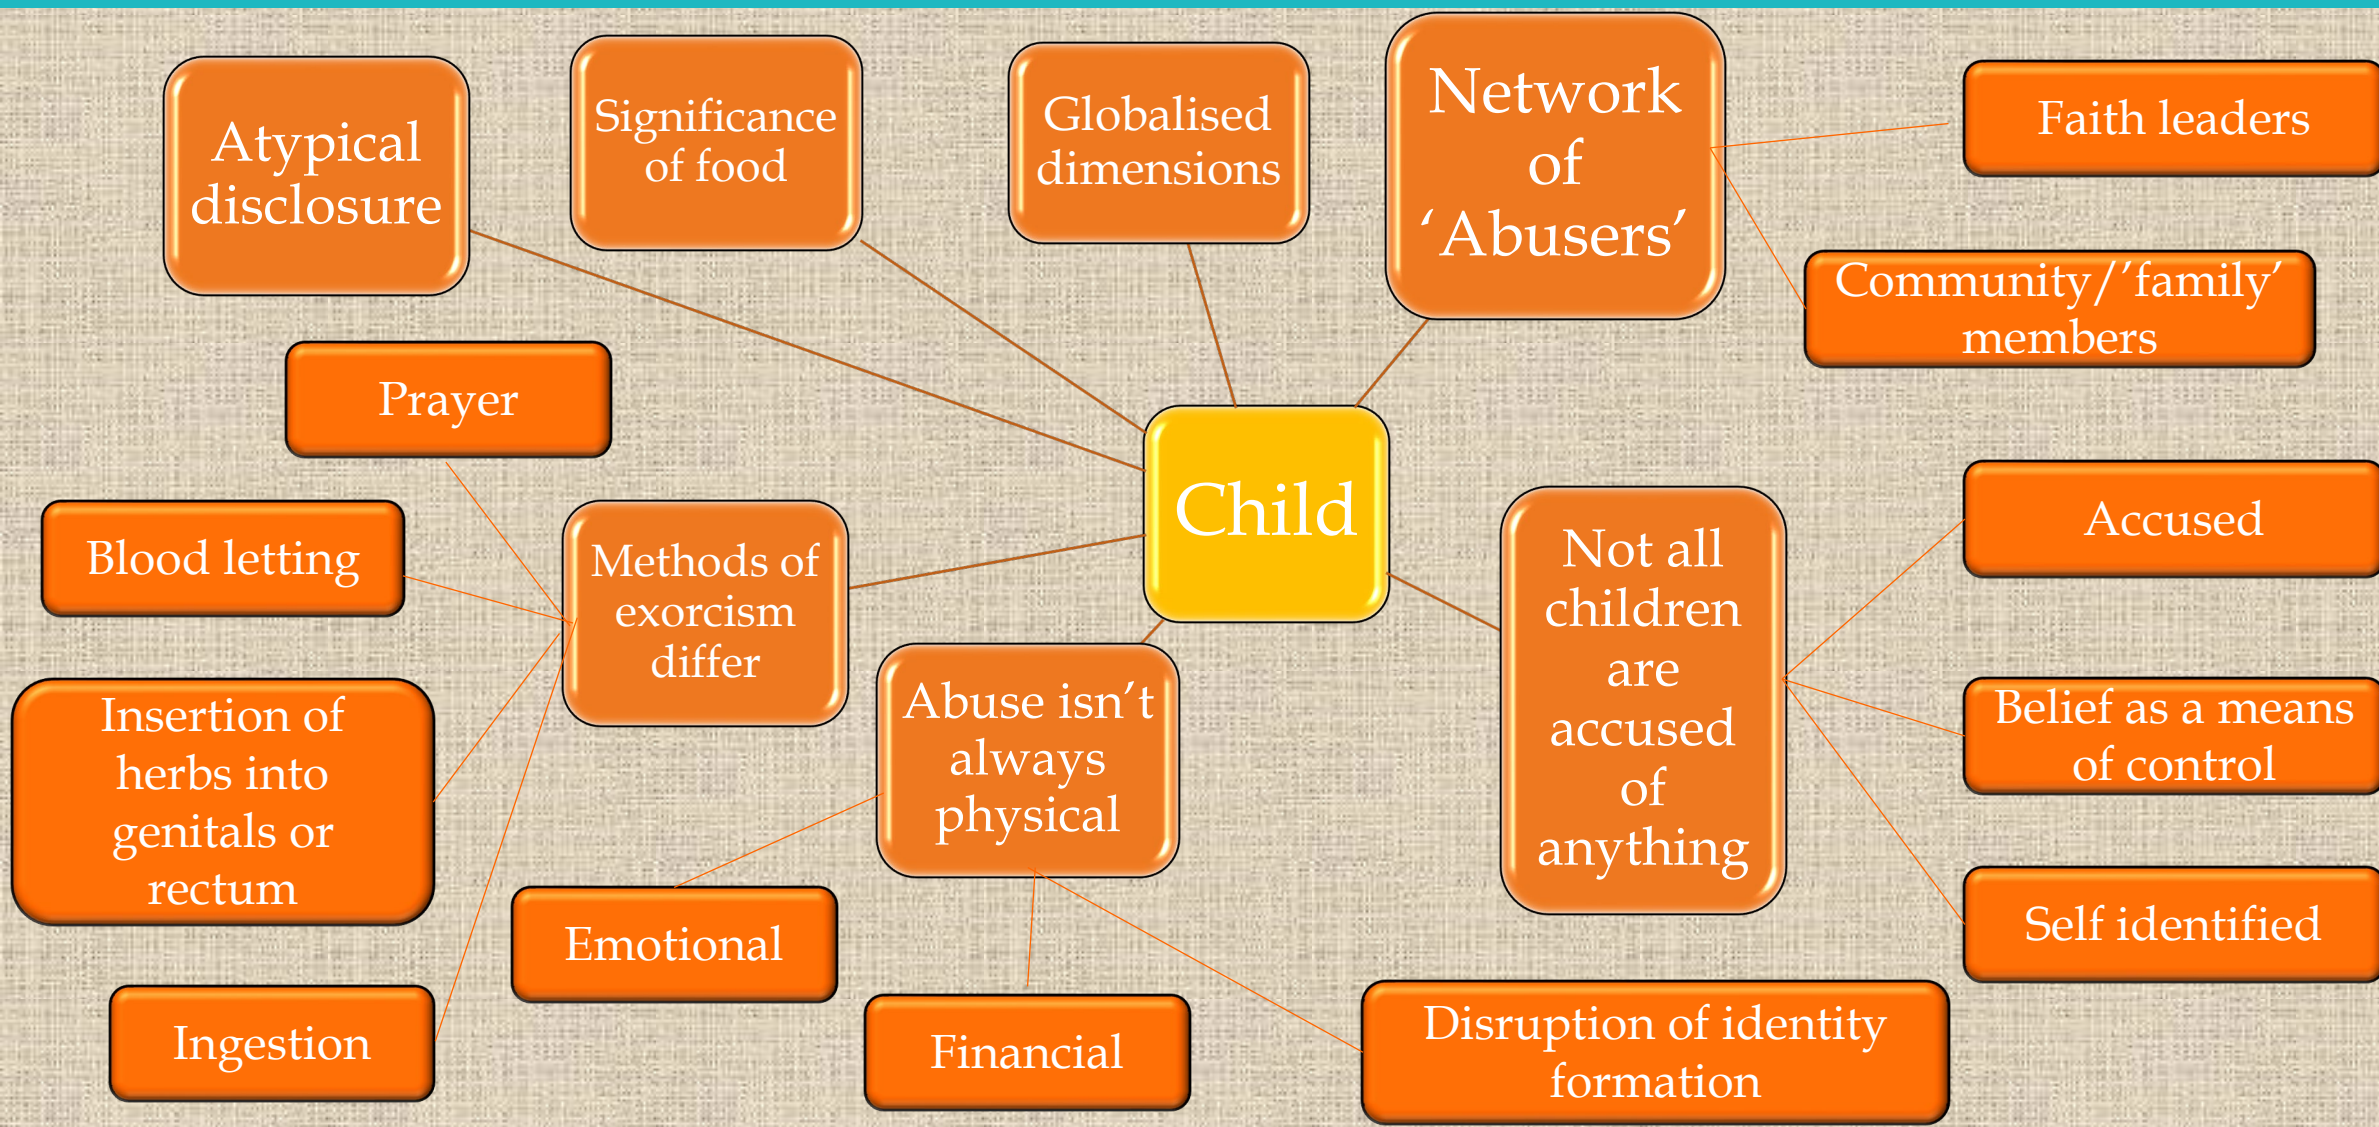 Atypical
disclosure
Significance
of food
Globalised
dimensions
Network
of
‘Abusers’
Faith leaders
Community/’family’
members
Prayer
Blood letting
Insertion of
herbs into
genitals or
rectum
Ingestion
Methods of
exorcism
differ
Child
Abuse isn’t
always
physical
Emotional
Financial
Disruption of identity
formation
Not all
children
are
accused
of
anything
Accused
Belief as a means
of control
Self identified